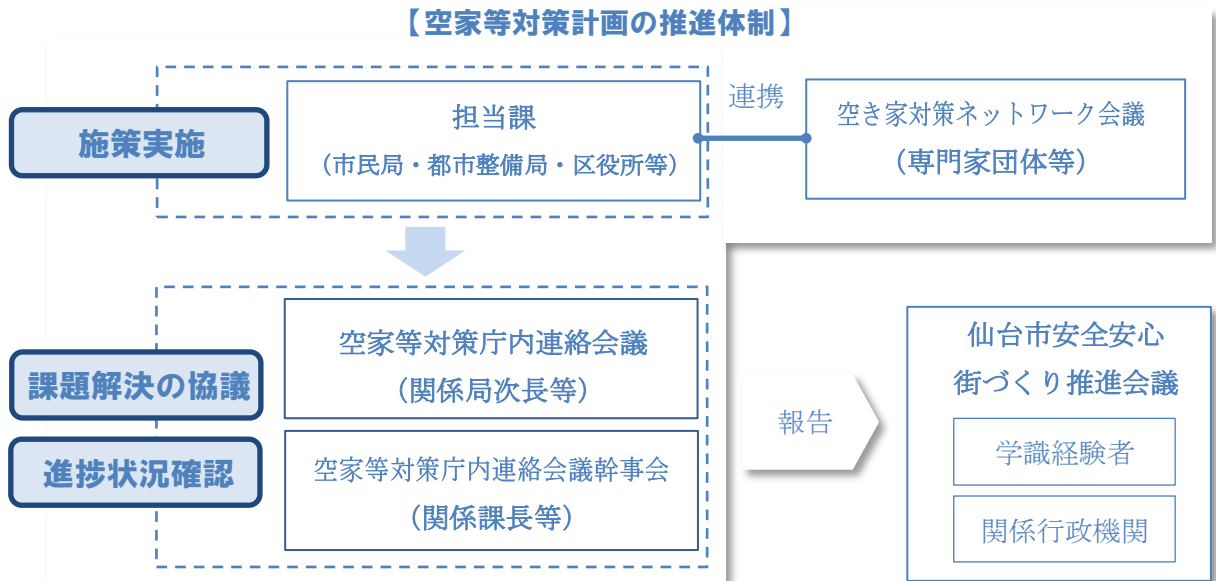 【空家等対策計画の推進体制】
施策実施
担当課
（市民局・都市整備局・区役所等）
連携
空き家対策ネットワーク会議
（専門家団体等）
課題解決の協議
進捗状況確認
空家等対策庁内連絡会議
（関係局次長等）
空家等対策庁内連絡会議幹事会
（関係課長等）
報告
仙台市安全安心
街づくり推進会議
学識経験者
関係行政機関